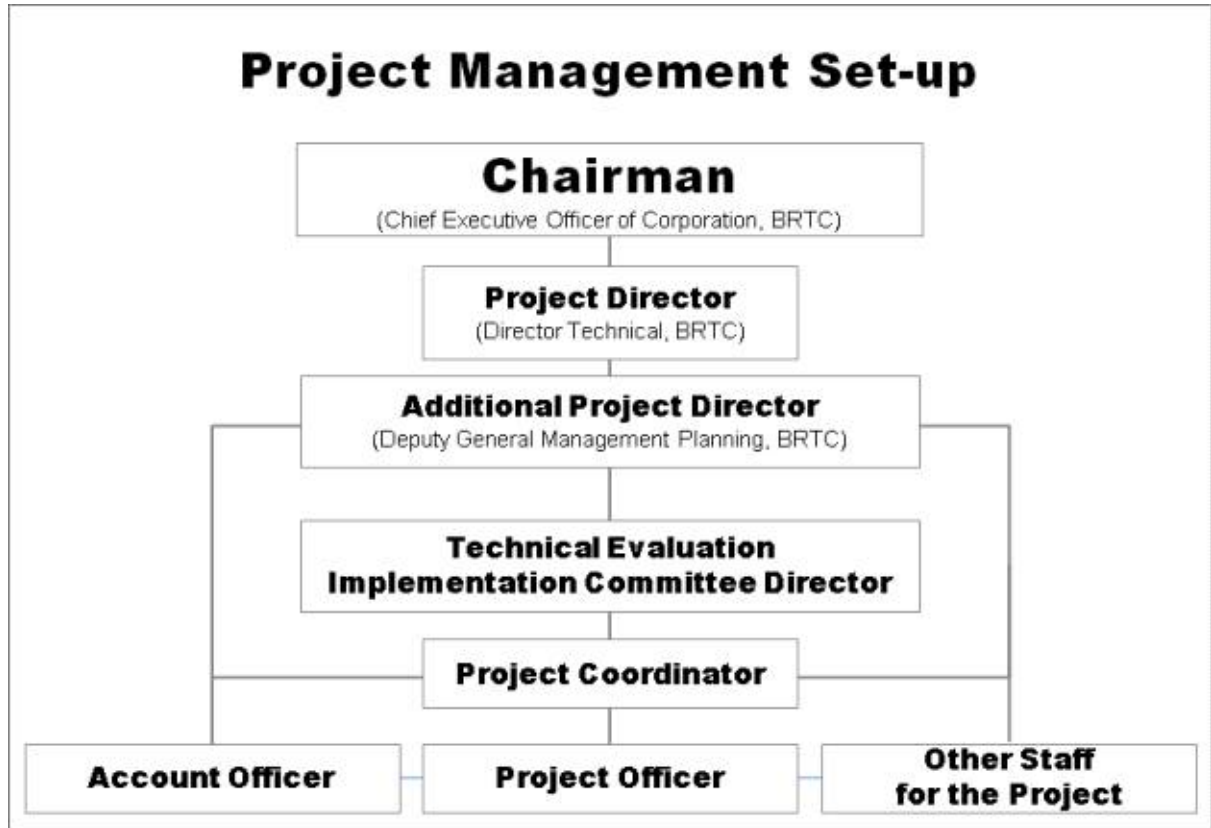 Project Management Set-up
Chairman
(Chief Executive Officer of Corporation, BRTC)
Project Director
(Director Technical, BRTC)
Additional Project Director
(Deputy General Management Planning, BRTC)
Technical Evaluation
Implementation Committee Director
Project Coordinator
Account Officer
Project Officer
Other Staff
for the Project